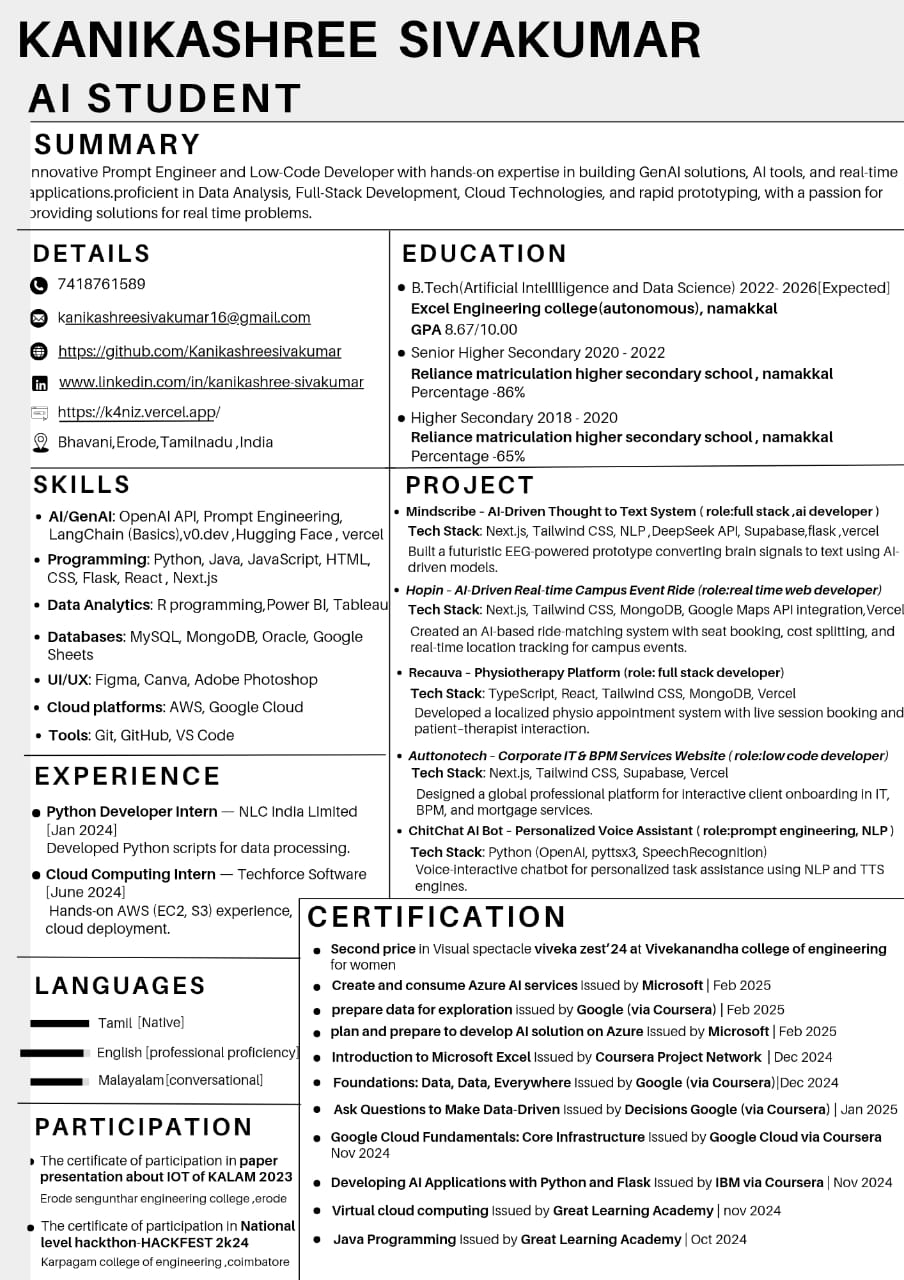 KANIKASHREE SIVAKUMAR
AI STUDENT
SUMMARY
nnovative Prompt Engineer and Low-Code Developer with hands-on expertise in building GenAI solutions, AI tools, and real-time
applications.proficient in Data Analysis, Full-Stack Development, Cloud Technologies, and rapid prototyping, with a passion for
providing solutions for real time problems.
DETAILS
7418761589
kanikashreesivakumar16@gmail.com
https://github.com/Kanikashreesivakumar
www.linkedin.com/in/kanikashree-sivakumar
https://k4niz.vercel.app/
Bhavani,Erode,Tamilnadu ,India
EDUCATION
B.Tech(Artificial Intelllligence and Data Science) 2022- 2026[Expected]
Excel Engineering college(autonomous), namakkal
GPA 8.67/10.00
Senior Higher Secondary 2020 - 2022
Reliance matriculation higher secondary school , namakkal
Percentage -86%
Higher Secondary 2018 - 2020
Reliance matriculation higher secondary school , namakkal
Percentage -65%
SKILLS
AI/GenAI: OpenAI API, Prompt Engineering,
LangChain (Basics),v0.dev ,Hugging Face , vercel
Programming: Python, Java, JavaScript, HTML,
CSS, Flask, React , Next.js
Data Analytics: R programming,Power BI, Tableau
Databases: MySQL, MongoDB, Oracle, Google
Sheets
UI/UX: Figma, Canva, Adobe Photoshop
Cloud platforms: AWS, Google Cloud
Tools: Git, GitHub, VS Code
PROJECT
Mindscribe – AI-Driven Thought to Text System ( role:full stack ,ai developer )
Tech Stack: Next.js, Tailwind CSS, NLP ,DeepSeek API, Supabase,flask ,vercel
Built a futuristic EEG-powered prototype converting brain signals to text using AI-
driven models.
Hopin – AI-Driven Real-time Campus Event Ride (role:real time web developer)
Tech Stack: Next.js, Tailwind CSS, MongoDB, Google Maps API integration,Vercel
Created an AI-based ride-matching system with seat booking, cost splitting, and
real-time location tracking for campus events.
Recauva – Physiotherapy Platform (role: full stack developer)
Tech Stack: TypeScript, React, Tailwind CSS, MongoDB, Vercel
Developed a localized physio appointment system with live session booking and
patient–therapist interaction.
Auttonotech – Corporate IT & BPM Services Website ( role:low code developer)
Tech Stack: Next.js, Tailwind CSS, Supabase, Vercel
Designed a global professional platform for interactive client onboarding in IT,
BPM, and mortgage services.
ChitChat AI Bot – Personalized Voice Assistant ( role:prompt engineering, NLP )
Tech Stack: Python (OpenAI, pyttsx3, SpeechRecognition)
Voice-interactive chatbot for personalized task assistance using NLP and TTS
engines.
EXPERIENCE
Python Developer Intern — NLC India Limited
[Jan 2024]
Developed Python scripts for data processing.
Cloud Computing Intern — Techforce Software
[June 2024]
Hands-on AWS (EC2, S3) experience,
cloud deployment.
LANGUAGES
Tamil [Native]
English [professional proficiency]
Malayalam[conversational]
PARTICIPATION
The certificate of participation in paper
presentation about IOT of KALAM 2023
Erode sengunthar engineering college ,erode
The certificate of participation in National
level hackthon-HACKFEST 2k24
Karpagam college of engineering ,coimbatore
CERTIFICATION
Second price in Visual spectacle viveka zest'24 at Vivekanandha college of engineering
for women
Create and consume Azure AI services Issued by Microsoft | Feb 2025
prepare data for exploration issued by Google (via Coursera) | Feb 2025
plan and prepare to develop AI solution on Azure Issued by Microsoft | Feb 2025
Introduction to Microsoft Excel Issued by Coursera Project Network | Dec 2024
Foundations: Data, Data, Everywhere Issued by Google (via Coursera)|Dec 2024
Ask Questions to Make Data-Driven Issued by Decisions Google (via Coursera) | Jan 2025
Google Cloud Fundamentals: Core Infrastructure Issued by Google Cloud via Coursera
Nov 2024
Developing AI Applications with Python and Flask Issued by IBM via Coursera | Nov 2024
Virtual cloud computing Issued by Great Learning Academy | nov 2024
Java Programming Issued by Great Learning Academy | Oct 2024